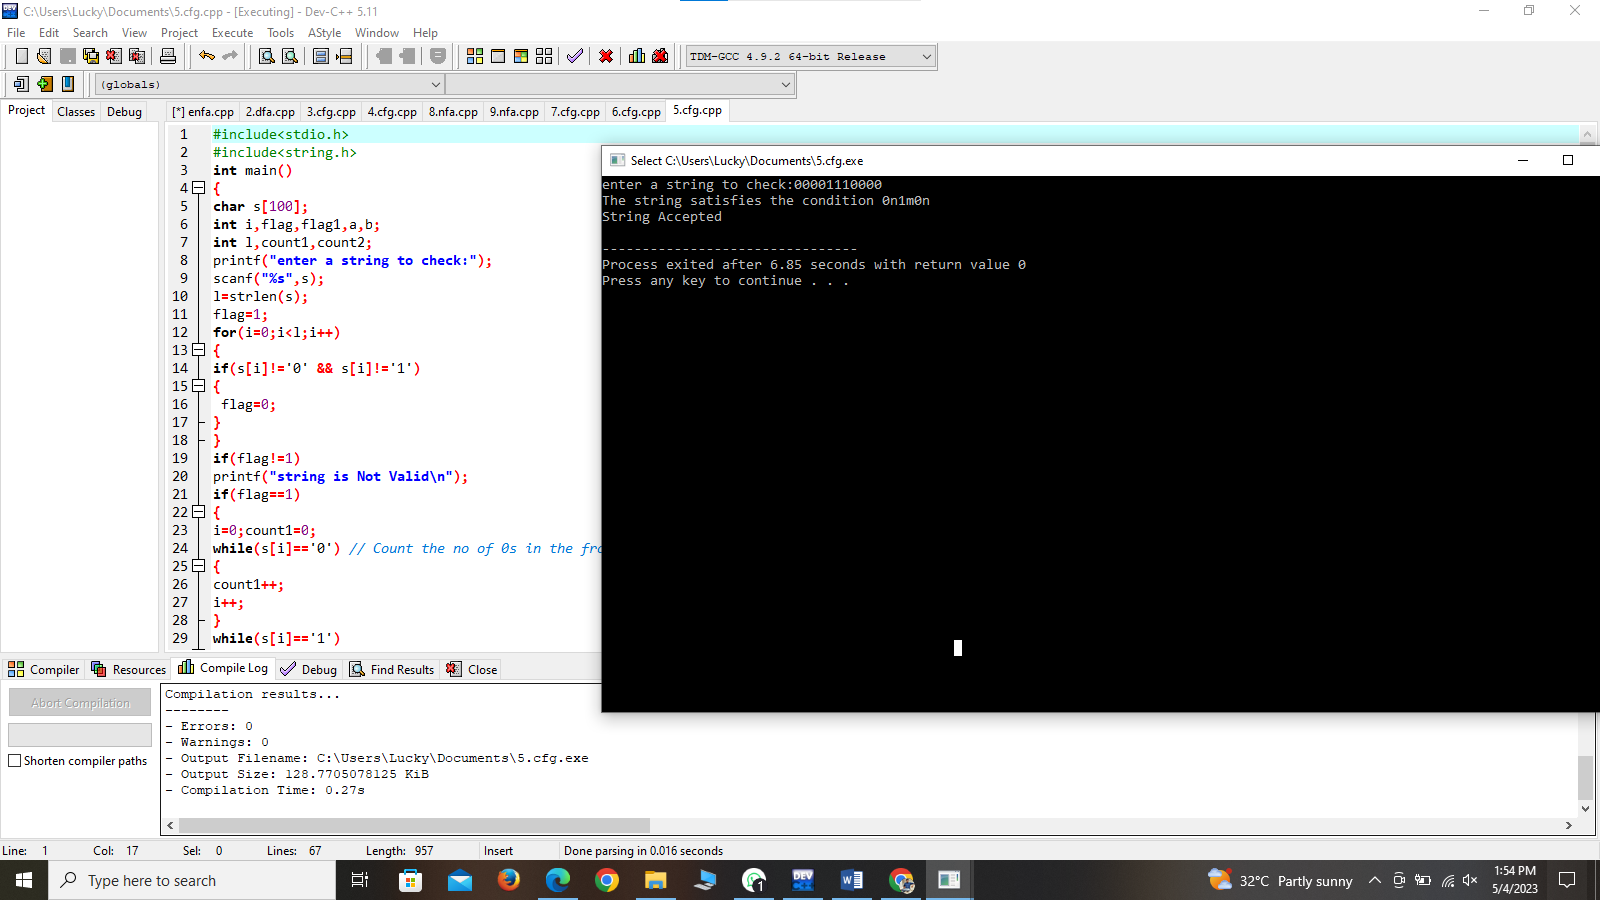 C:\Users\Lucky\Documents\5.cfg.cpp - [Executing] - Dev-C++ 5.11
File Edit Search View Project Execute Tools AStyle Window Help
TDM-GCC 4.9.2 64-bit Release
(globals)
Project Classes Debug
[*] enfa.cpp 2.dfa.cpp 3.cfg.cpp 4.cfg.cpp 8.nfa.cpp 9.nfa.cpp 7.cfg.cpp 6.cfg.cpp 5.cfg.cpp
1 #include<stdio.h>
2 #include<string.h>
3 int main()
4 {
5 char s[100];
6 int i,flag,flag1,a,b;
7 int l,count1,count2;
8 printf("enter a string to check:");
9 scanf("%s",s);
10 l=strlen(s);
11 flag=1;
12 for(i=0;i<l;i++)
13 {
14 if(s[i]!='0' && s[i]!='1')
15 {
16 flag=0;
17 }
18 }
19 if(flag!=1)
20 printf("string is Not Valid\n");
21 if(flag==1)
22 {
23 i=0;count1=0;
24 while(s[i]=='0') // Count the no of 0s in the fro
25 {
26 count1++;
27 i++;
28 }
29 while(s[i]=='1')
Select C:\Users\Lucky\Documents\5.cfg.exe
enter a string to check:00001110000
The string satisfies the condition 0n1m0n
String Accepted
--------------------------------
Process exited after 6.85 seconds with return value 0
Press any key to continue . . .
Compiler Resources Compile Log Debug Find Results Close
Abort Compilation
Shorten compiler paths
Compilation results...
--------
- Errors: 0
- Warnings: 0
- Output Filename: C:\Users\Lucky\Documents\5.cfg.exe
- Output Size: 128.7705078125 KiB
- Compilation Time: 0.27s
Line: 1 Col: 17 Sel: 0 Lines: 67 Length: 957 Insert Done parsing in 0.016 seconds
Type here to search
32°C Partly sunny
1:54 PM
5/4/2023